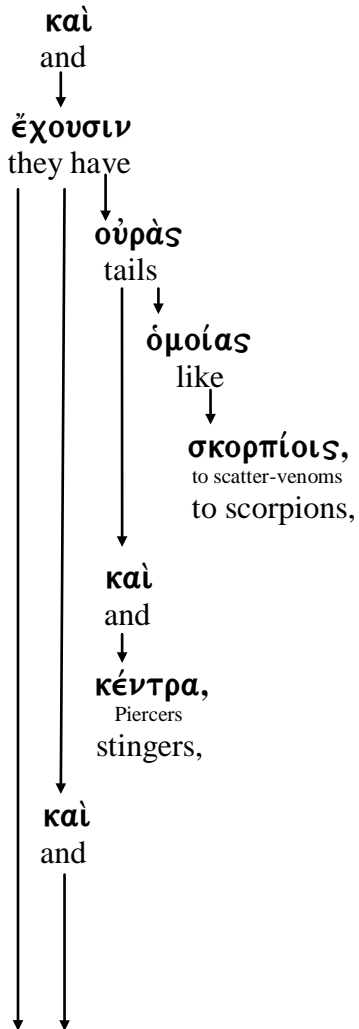 καὶ
and
ἔχουσιν
they have
οὐρὰς
tails
ὁμοίας
like
σκορπίοις,
to scatter-venoms
to scorpions,
καὶ
and
κέντρα,
Piercers
stingers,
καὶ
and